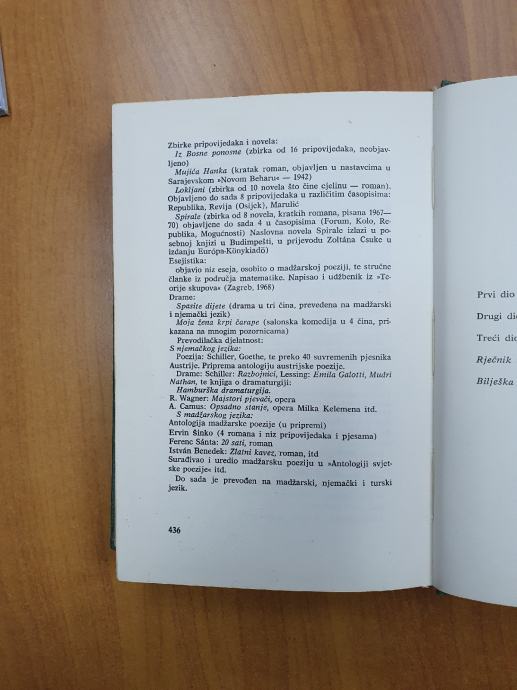 Zbirke pripovijedaka i novela:
Iz Bosne ponosne (zbirka od 16 pripovijedaka, neobjav-
ljeno)
Mujića Hanka (kratak roman, objavljen u nastavcima u
Sarajevskom »Novom Beharu« — 1942)
Lokljani (zbirka od 10 novela što čine cjelinu — roman).
Objavljeno do sada 8 pripovijedaka u različitim časopisima:
Republika, Revija (Osijek), Marulić
Spirale (zbirka od 8 novela, kratkih romana, pisana 1967—
70) objavljene do sada 4 u časopisima (Forum, Kolo, Re-
publika, Mogućnosti) Naslovna novela Spirale izlazi u po-
sebnoj knjizi u Budimpešti, u prijevodu Zoltána Csuke u
izdanju Európa-Könykiadó)
Esejistika:
objavio niz eseja, osobito o madžarskoj poeziji, te stručne
članke iz područja matematike. Napisao i udžbenik iz »Te-
orije skupova« (Zagreb, 1968)
Drame:
Spasite dijete (drama u tri čina, prevedena na madžarski
i njemački jezik)
Moja žena krpi čarape (salonska komedija u 4 čina, pri-
kazana na mnogim pozornicama)
Prevodilačka djelatnost:
S njemačkog jezika:
Poezija: Schiller, Goethe, te preko 40 suvremenih pjesnika
Austrije. Priprema antologiju austrijske poezije.
Drame: Schiller: Razbojnici, Lessing: Emila Galotti, Mudri
Nathan, te knjiga o dramaturgiji:
Hamburška dramaturgija.
R. Wagner: Majstori pjevači, opera
A. Camus: Opsadno stanje, opera Milka Kelemena itd.
S madžarskog jezika:
Antologija madžarske poezije (u pripremi)
Ervin Šinko (4 romana i niz pripovijedaka i pjesama)
Ferenc Sánta: 20 sati, roman
István Benedek: Zlatni kavez, roman, itd
Surađivao i uredio madžarsku poeziju u »Antologiji svjet-
ske poezije« itd.
Do sada je prevođen na madžarski, njemački i turski
jezik.
436
Prvi dio
Drugi dio
Treći dio
Rječnik
Bilješka